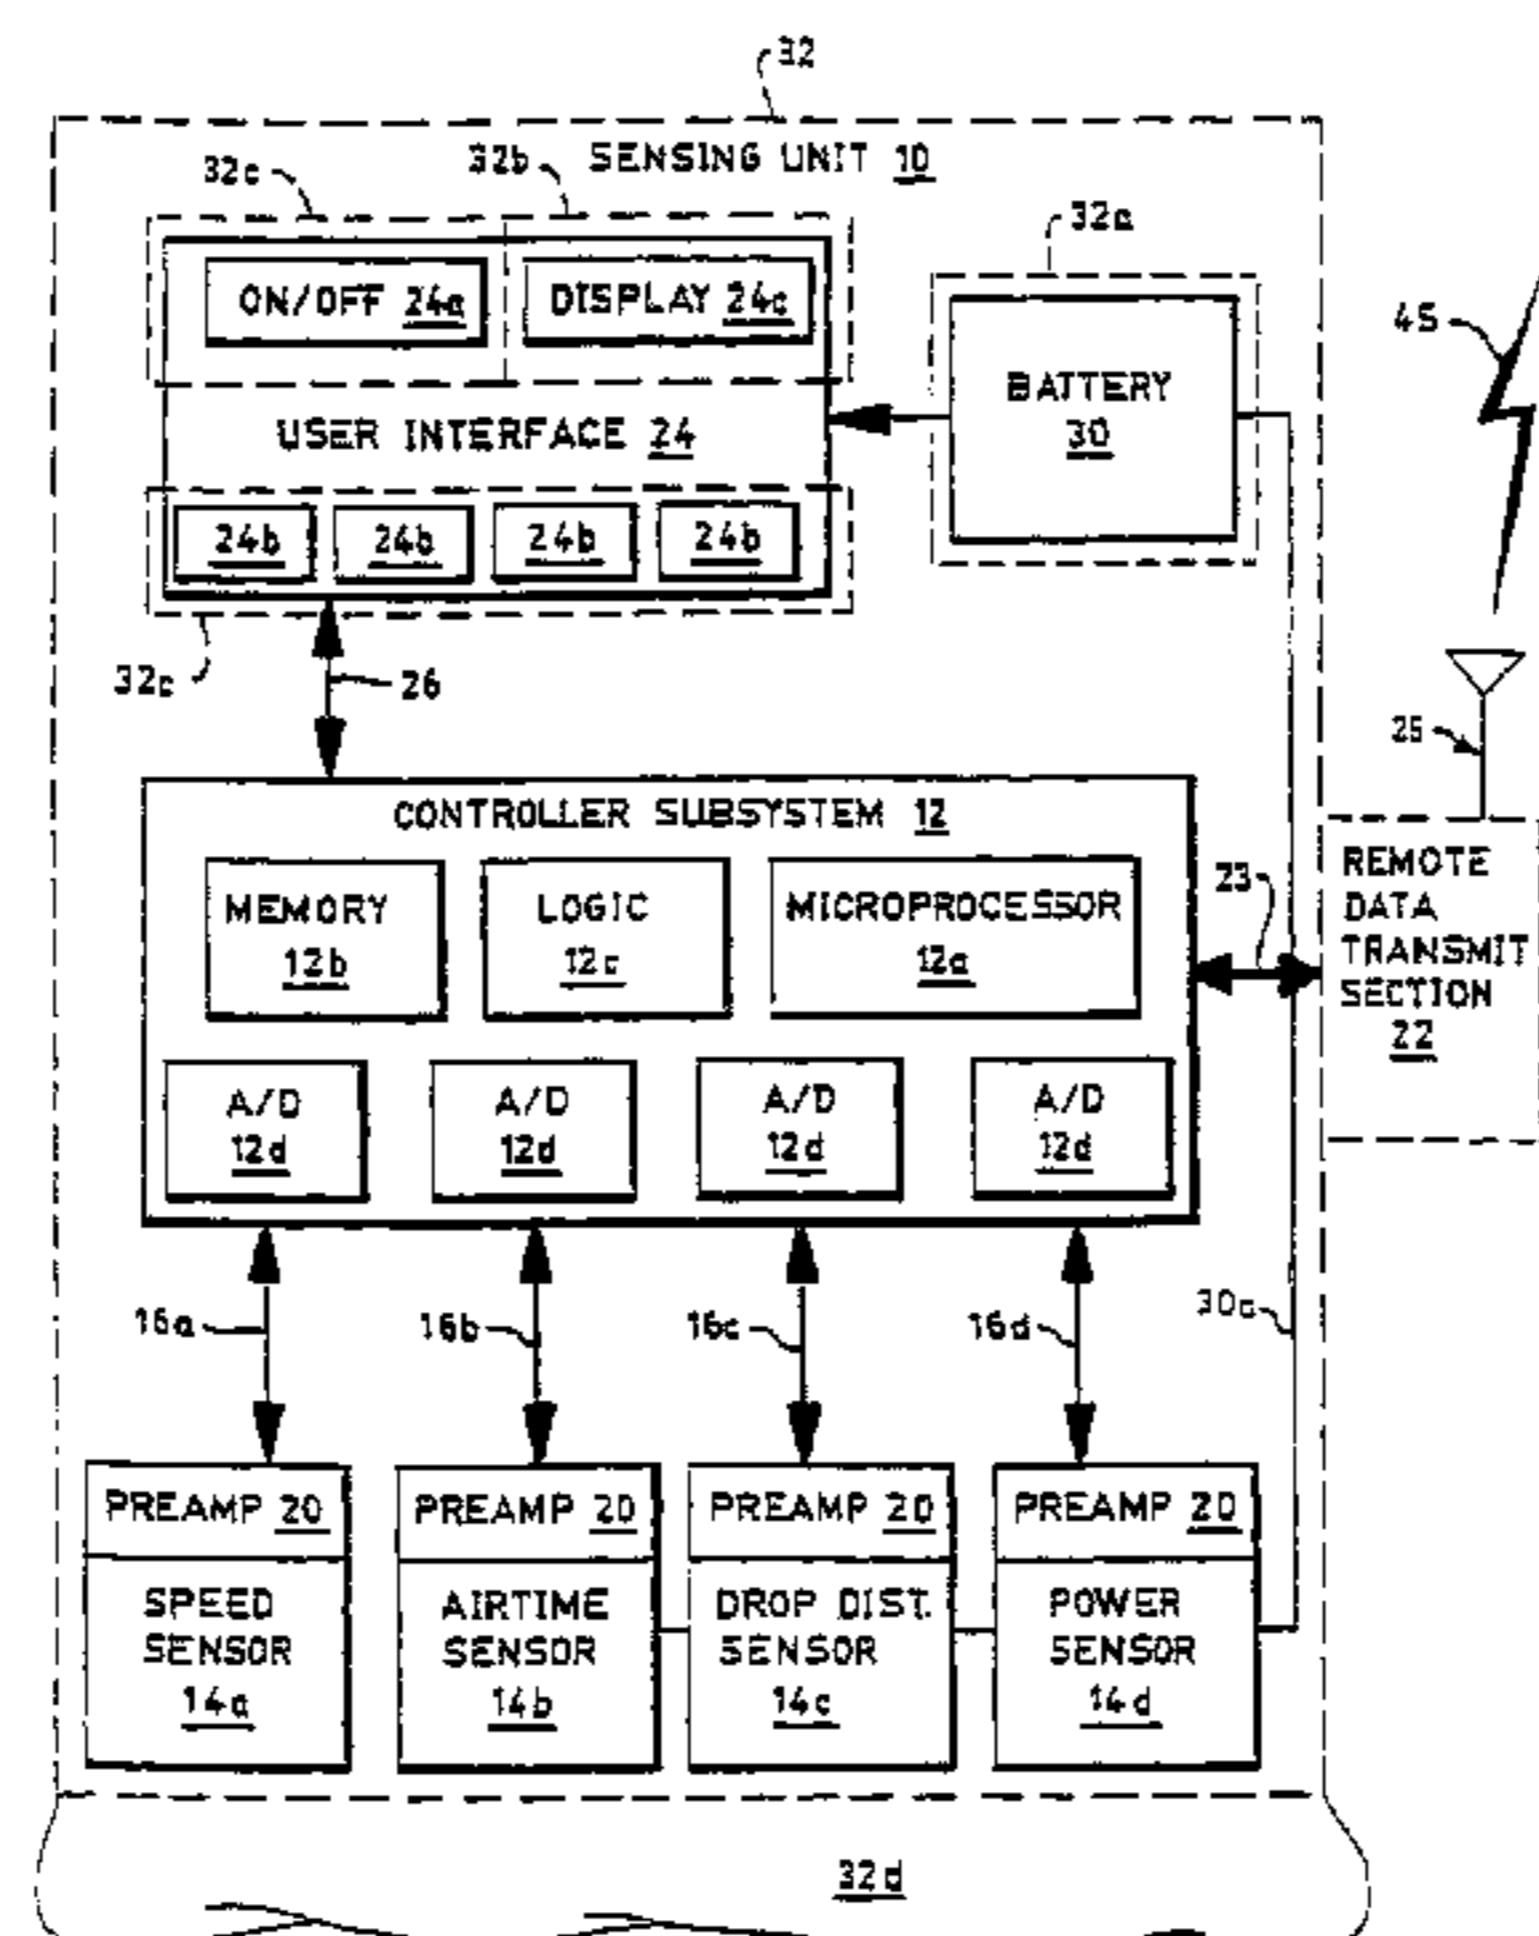 32
SENSING UNIT 10
32c
32b
32a
ON/OFF 24a
DISPLAY 24c
BATTERY
30
45
USER INTERFACE 24
24b 24b 24b 24b
32c
26
25
CONTROLLER SUBSYSTEM 12
MEMORY
12b
LOGIC
12c
MICROPROCESSOR
12a
23
REMOTE
DATA
TRANSMIT
SECTION
22
A/D
12d
A/D
12d
A/D
12d
A/D
12d
16a
16b
16c
16d
30a
PREAMP 20
SPEED
SENSOR
14a
PREAMP 20
AIRTIME
SENSOR
14b
PREAMP 20
DROP DIST.
SENSOR
14c
PREAMP 20
POWER
SENSOR
14d
32d